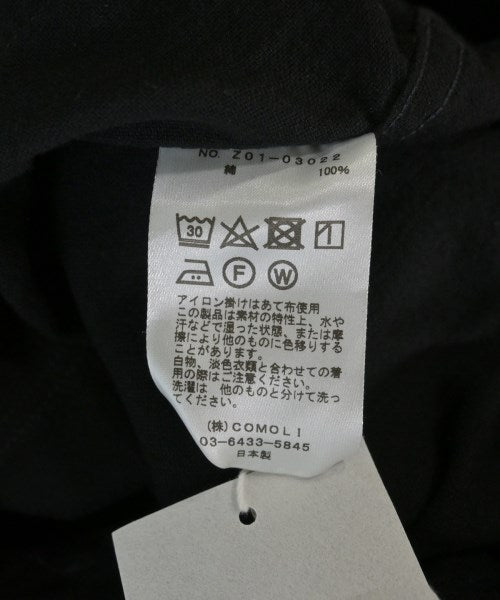 NO. Z01-03022
綿 100%
30
F W
アイロン掛けはあて布使用
この製品は素材の特性上、水や
汗などで湿った状態、または摩
擦により他のものに色移りする
ことがあります。
白物、淡色衣類と合わせての着
用の際はご注意ください。
洗濯は 他のものと分けて洗っ
てください。
(株)COMOLI
03-6433-5845
日本製